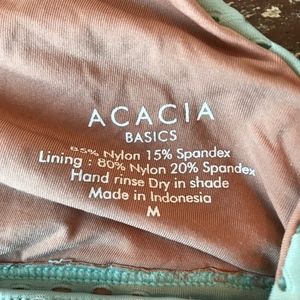 ACACIA
BASICS
85% Nylon 15% Spandex
Lining : 80% Nylon 20% Spandex
Hand rinse Dry in shade
Made in Indonesia
M